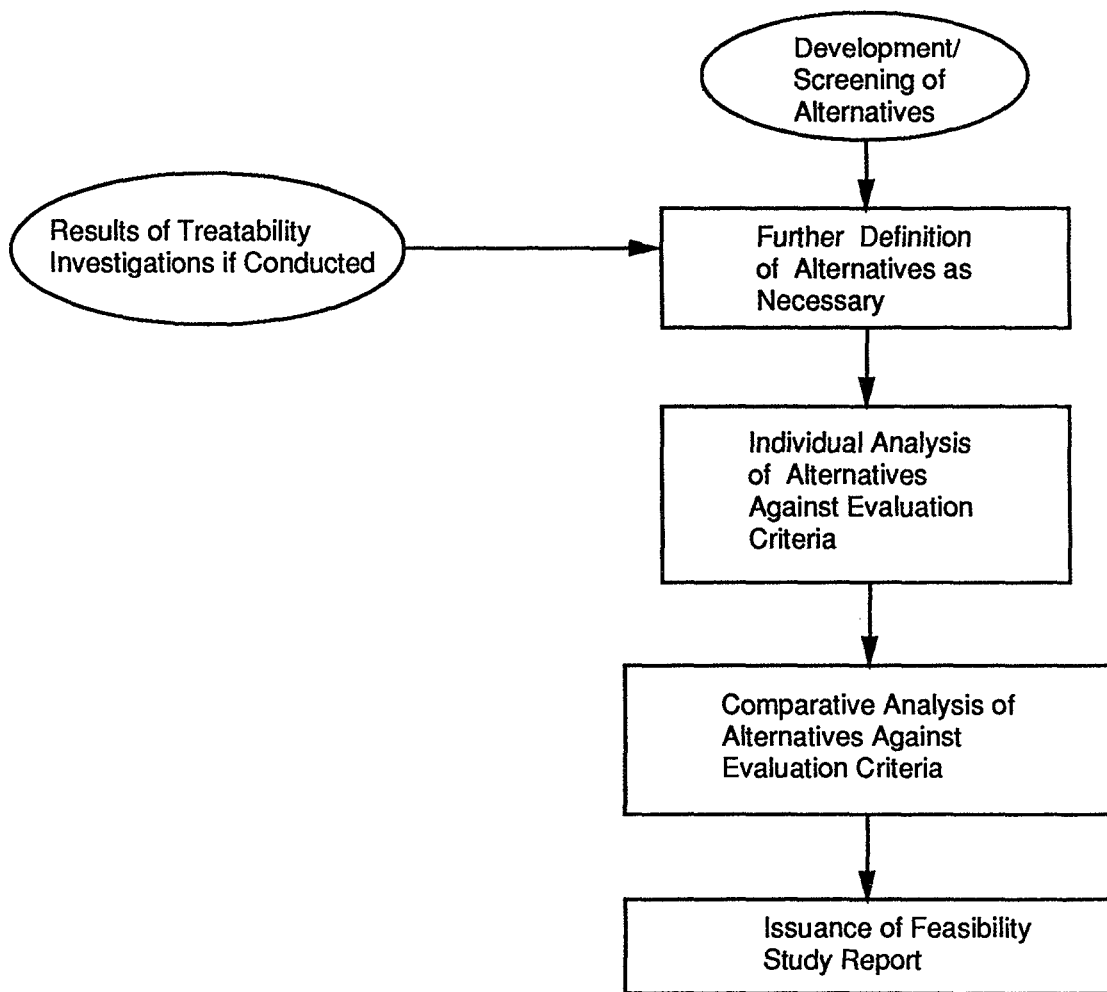 Development/
Screening of
Alternatives
Results of Treatability
Investigations if Conducted
Further Definition
of Alternatives as
Necessary
Individual Analysis
of Alternatives
Against Evaluation
Criteria
Comparative Analysis of
Alternatives Against
Evaluation Criteria
Issuance of Feasibility
Study Report